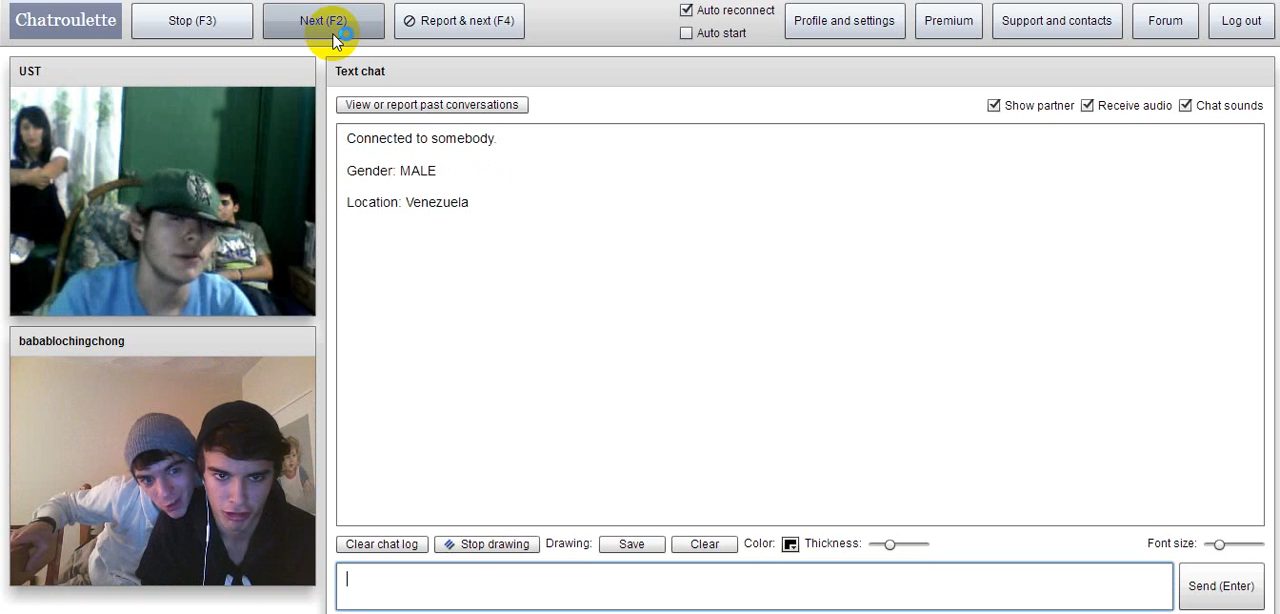 Chatroulette
Stop (F3)
Next (F2)
Report & next (F4)
Auto reconnect
Auto start
Profile and settings
Premium
Support and contacts
Forum
Log out
UST
Text chat
View or report past conversations
Show partner
Receive audio
Chat sounds
Connected to somebody.
Gender: MALE
Location: Venezuela
babablochingchong
Clear chat log
Stop drawing
Drawing:
Save
Clear
Color:
Thickness:
Font size:
Send (Enter)